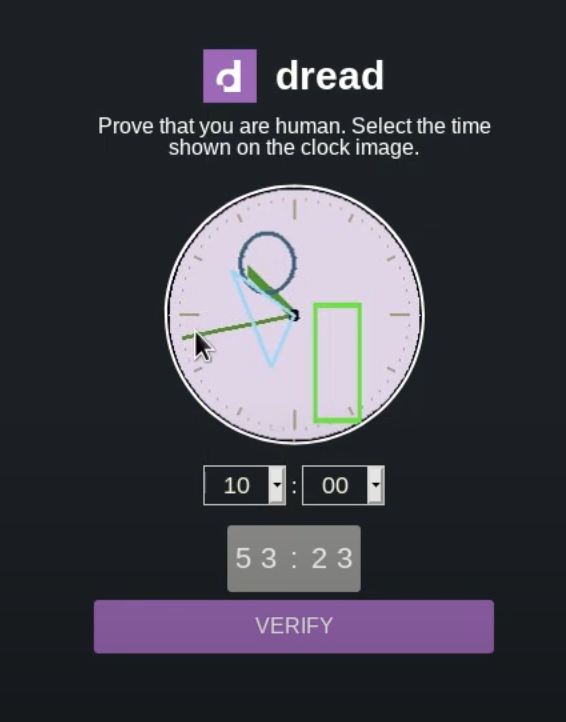 d dread
Prove that you are human. Select the time
shown on the clock image.
10 : 00
53:23
VERIFY